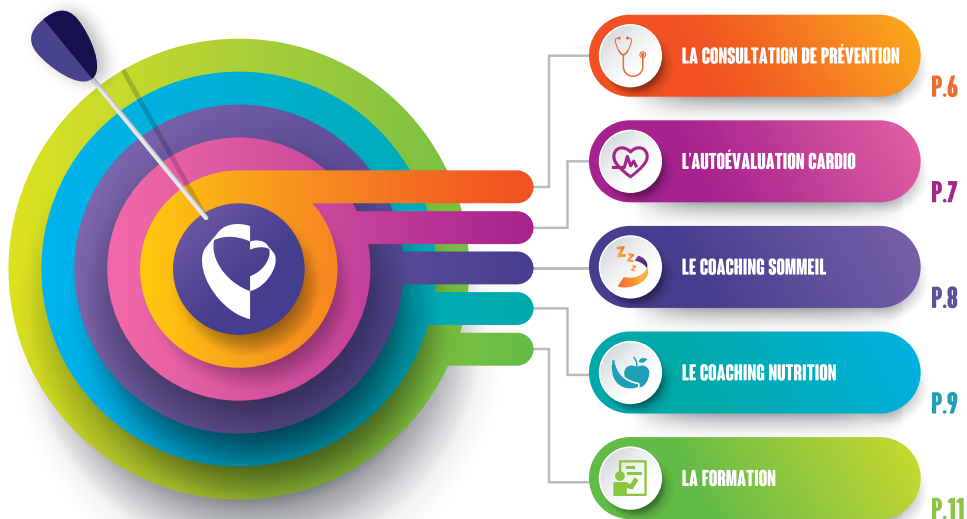 LA CONSULTATION DE PRÉVENTION
P.6
L'AUTOÉVALUATION CARDIO
P.7
Z Z Z
LE COACHING SOMMEIL
P.8
LE COACHING NUTRITION
P.9
LA FORMATION
P.11